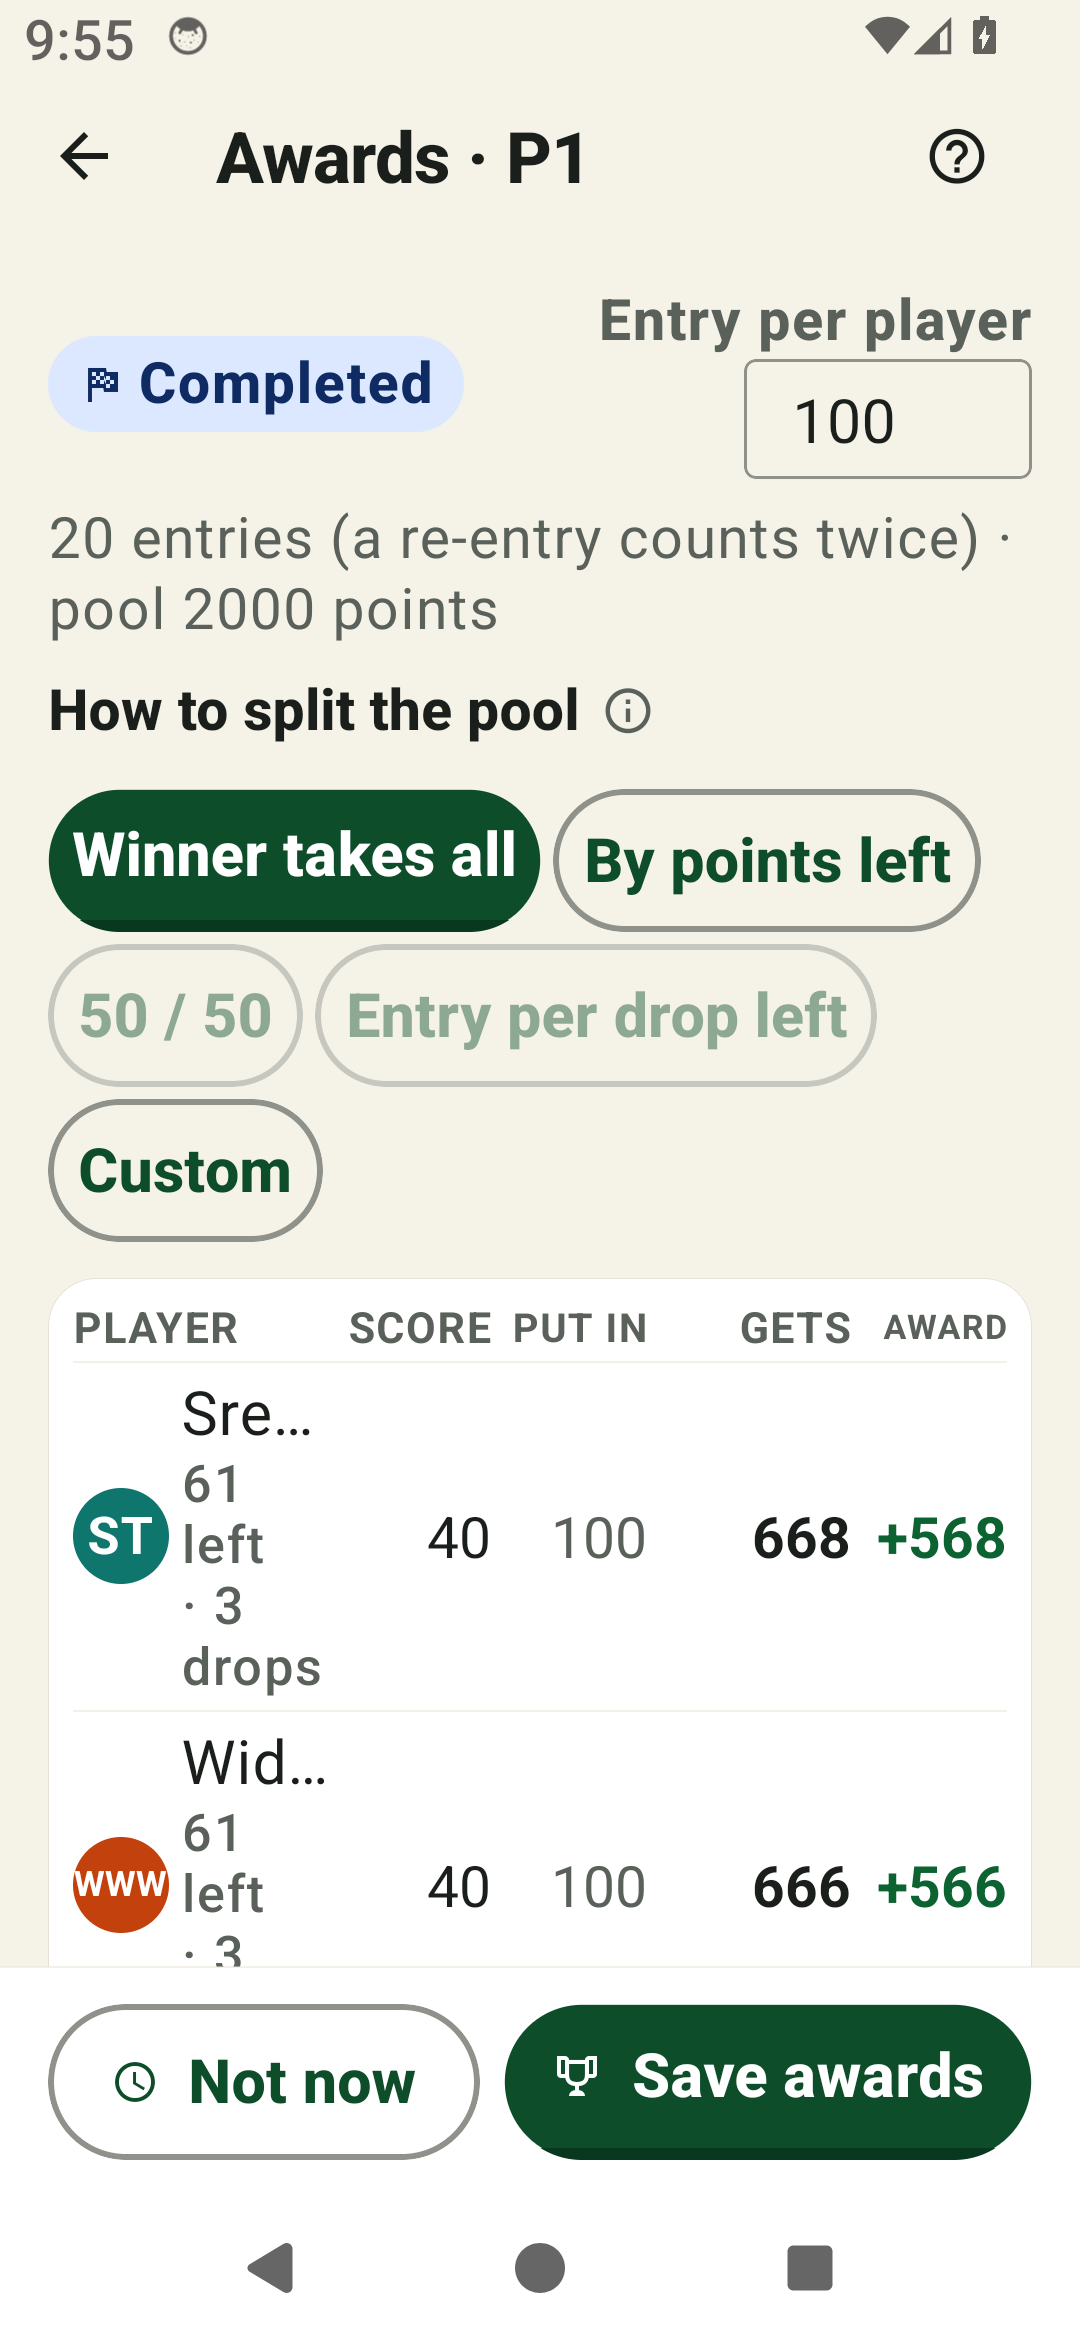 9:55
Awards · P1
Entry per player
Completed
100
20 entries (a re-entry counts twice) ·
pool 2000 points
How to split the pool
Winner takes all
By points left
50 / 50
Entry per drop left
Custom
PLAYER SCORE PUT IN GETS AWARD
Sre...
61
left
· 3
drops
ST
40 100 668 +568
Wid...
61
left
· 3
WWW
40 100 666 +566
Not now
Save awards